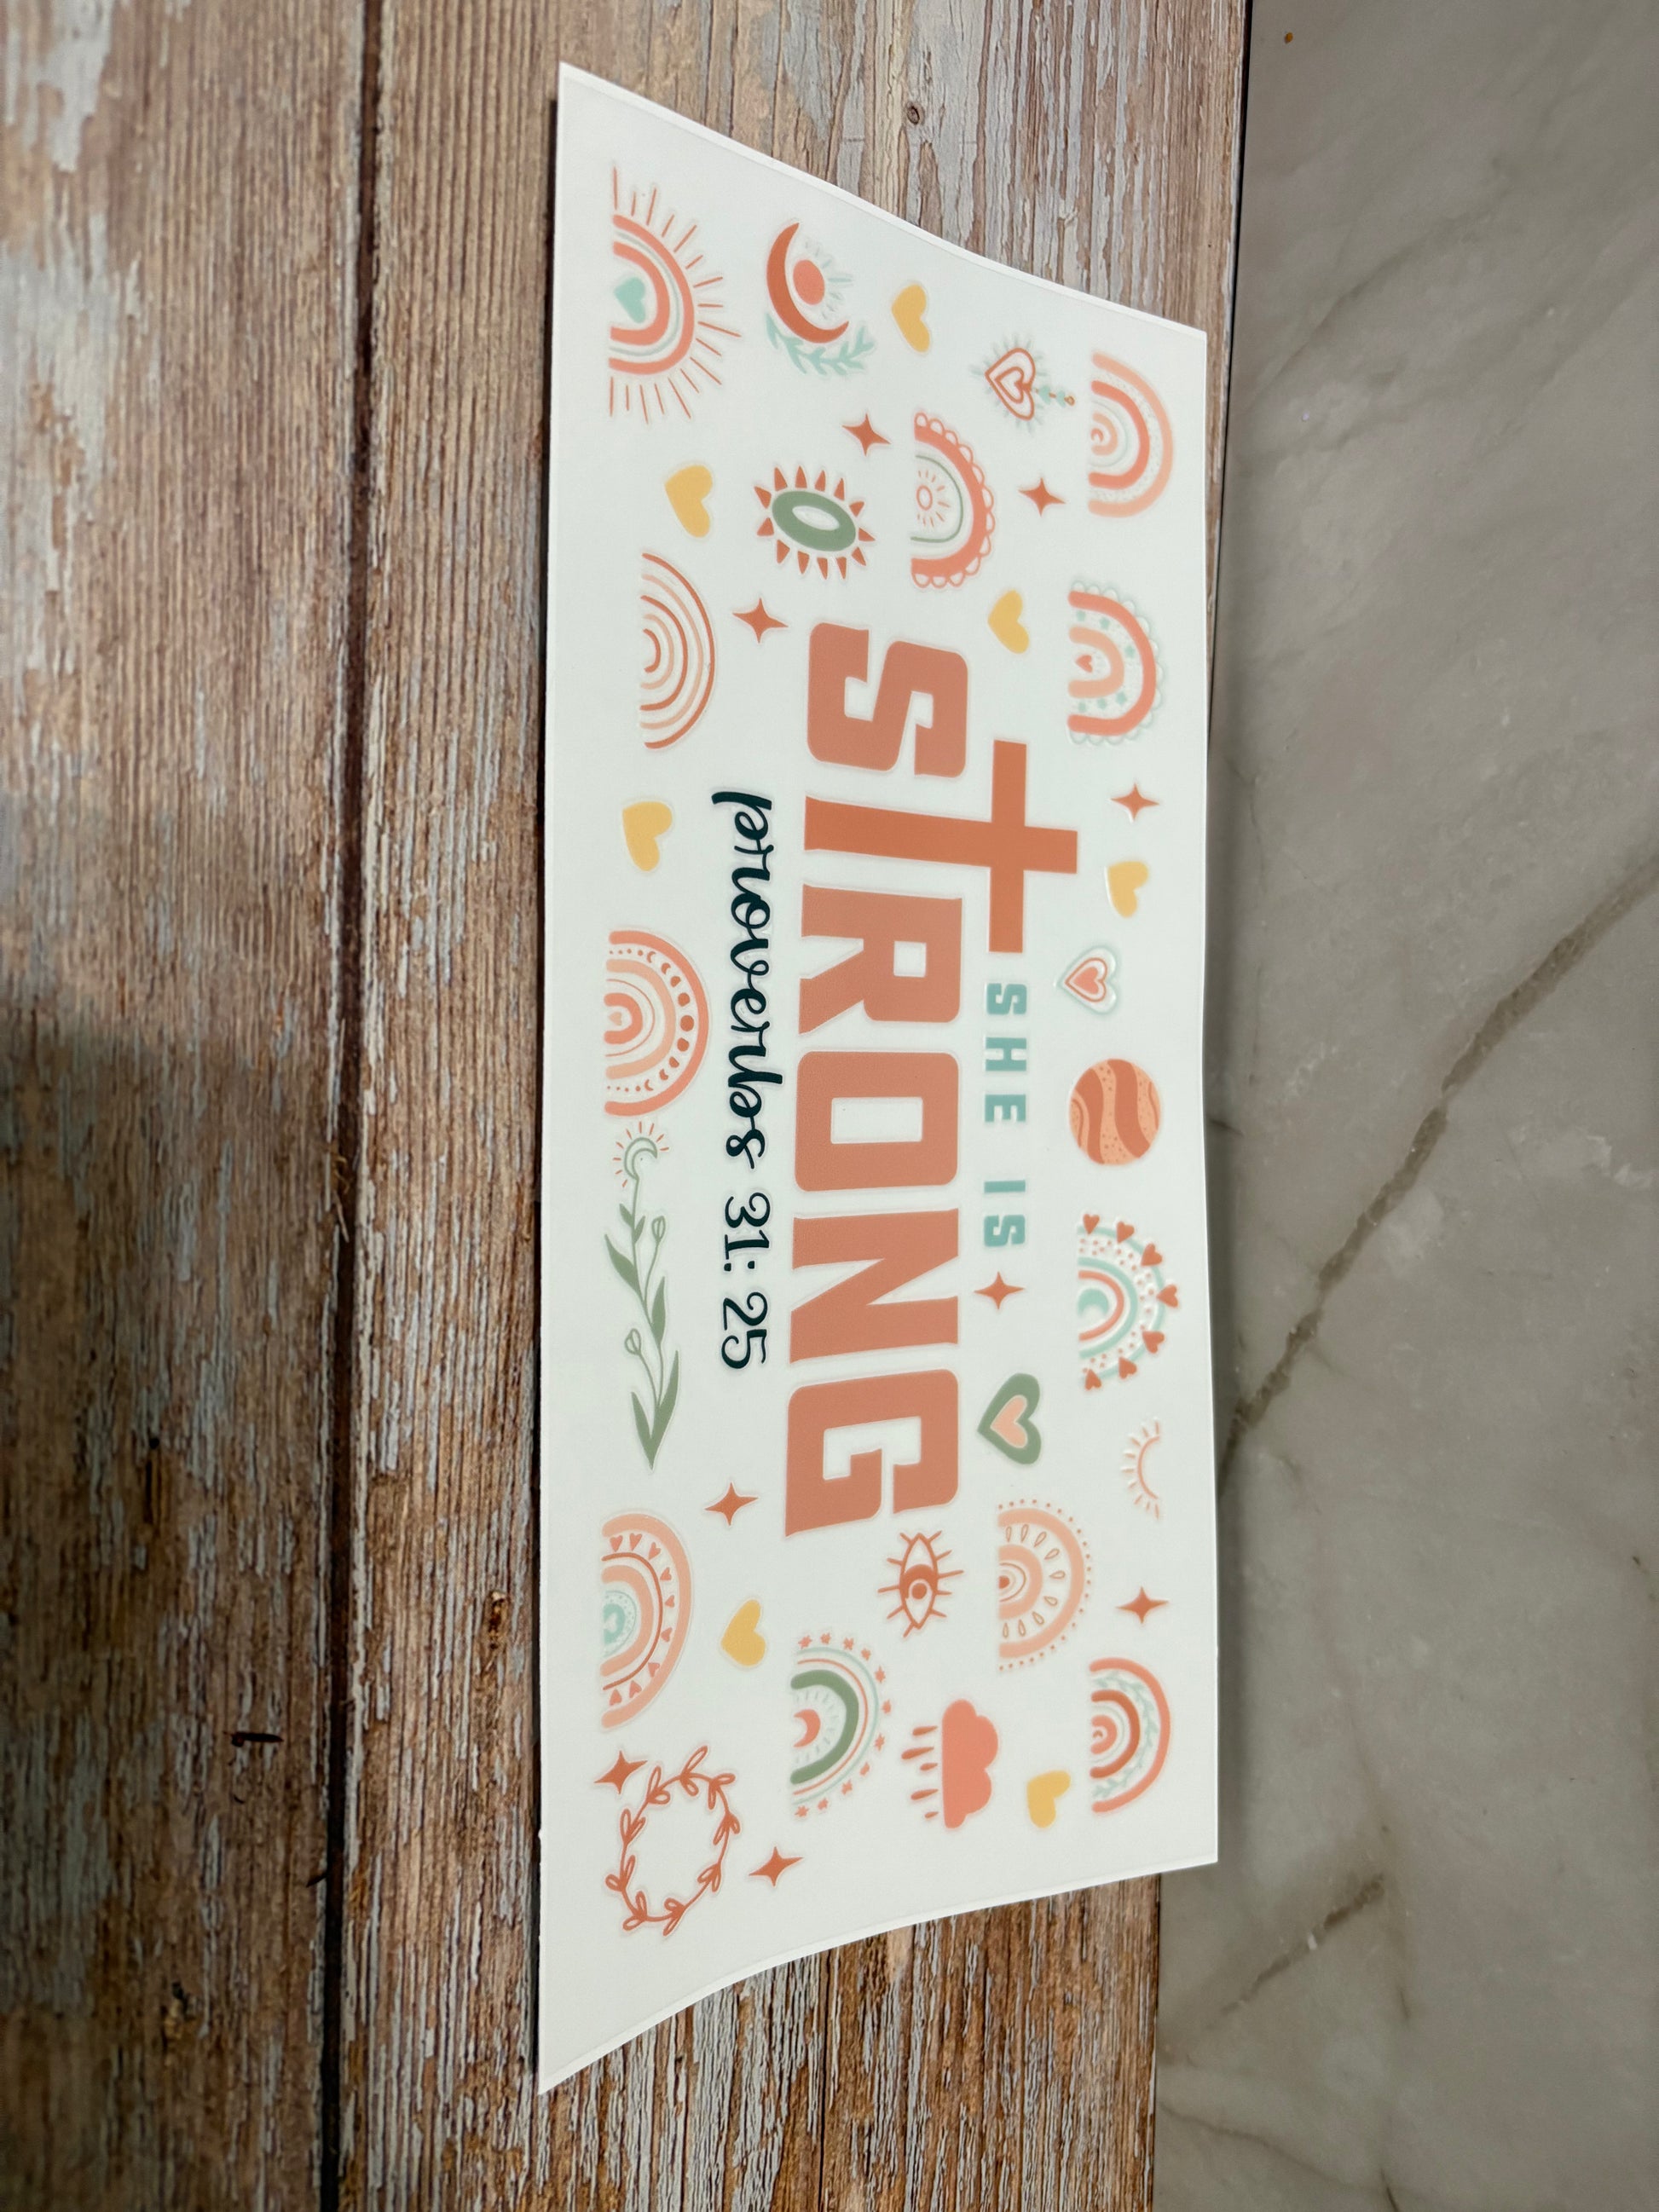 SHE IS
STRONG
proverbs 31: 25